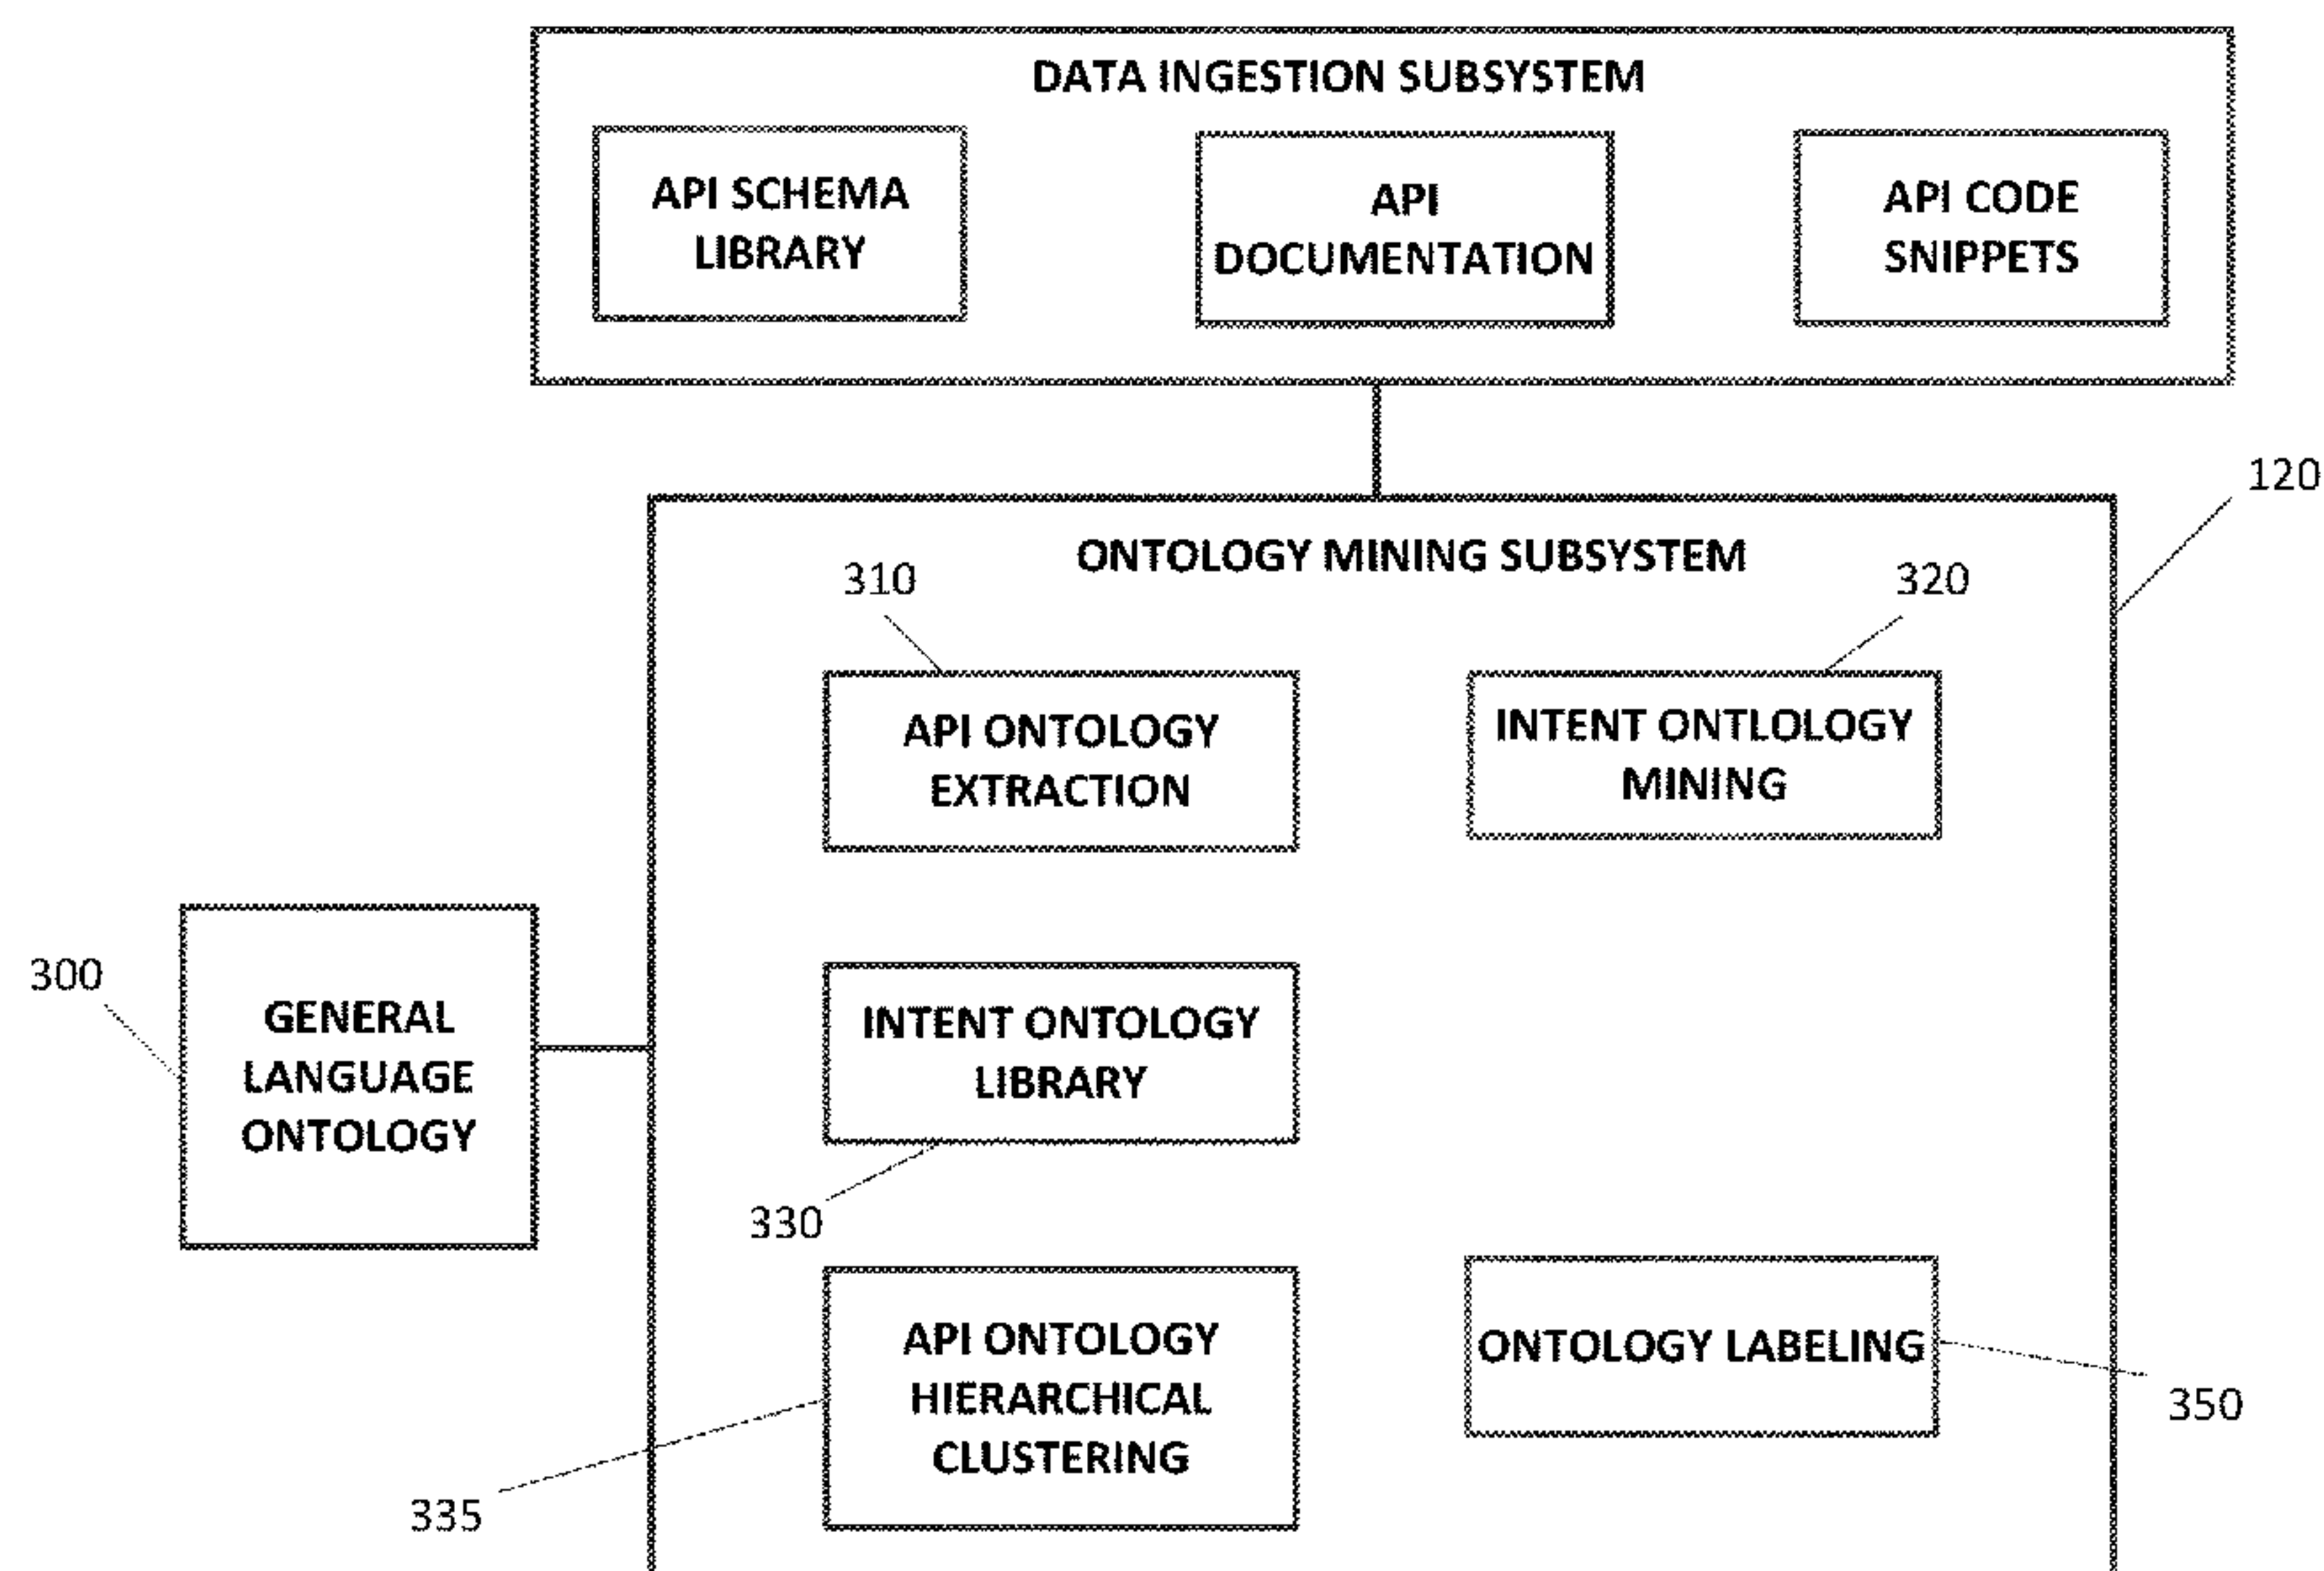 DATA INGESTION SUBSYSTEM
API SCHEMA
LIBRARY
API
DOCUMENTATION
API CODE
SNIPPETS
120
ONTOLOGY MINING SUBSYSTEM
310
320
API ONTOLOGY
EXTRACTION
INTENT ONTLOLOGY
MINING
300
GENERAL
LANGUAGE
ONTOLOGY
INTENT ONTOLOGY
LIBRARY
330
API ONTOLOGY
HIERARCHICAL
CLUSTERING
ONTOLOGY LABELING
350
335